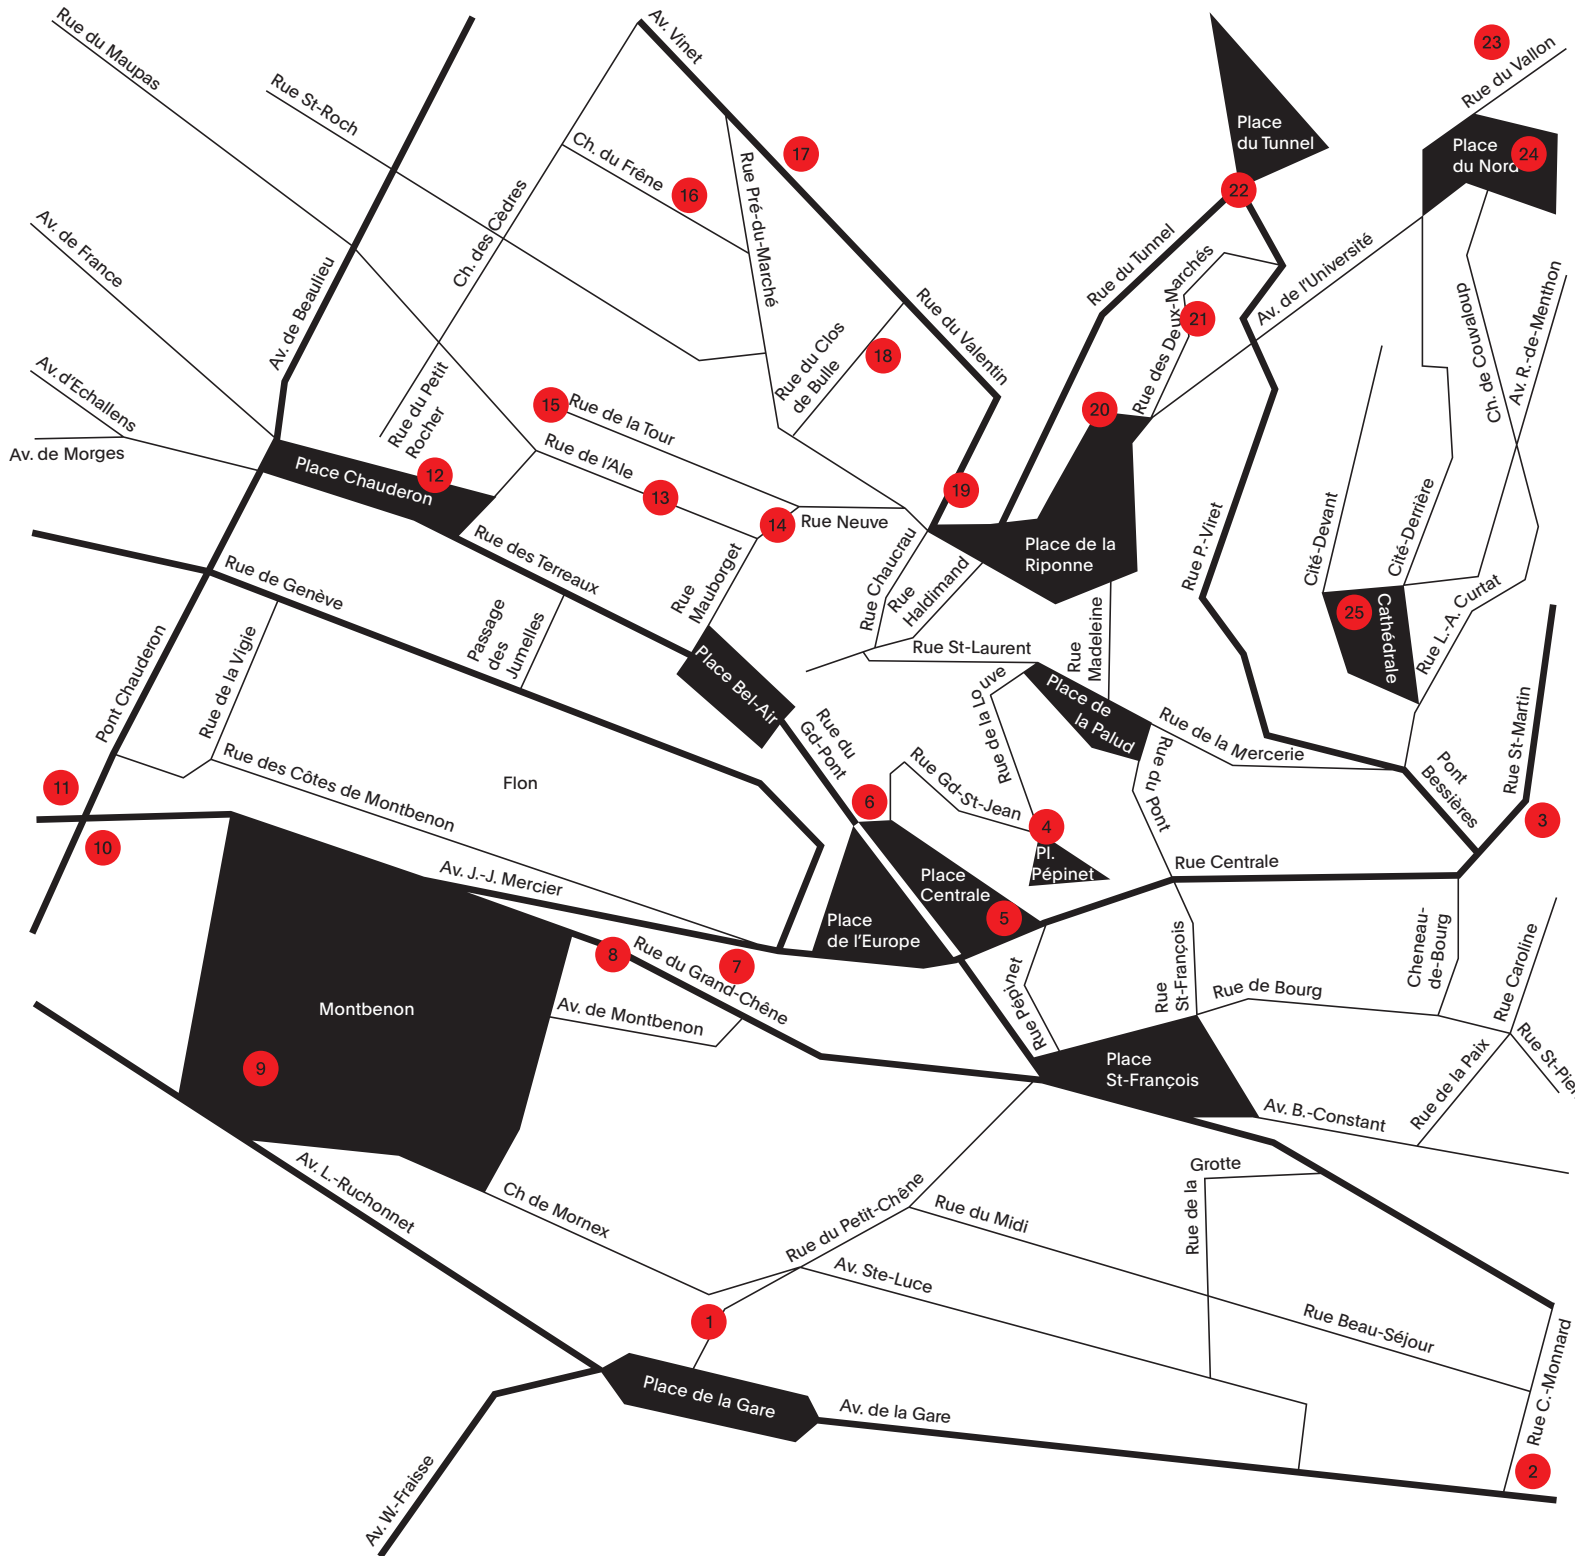 Rue du Maupas
Rue St-Roch
Av. Vinet
Place
du Tunnel
23
Rue du Vallon
Place
du Nord
24
17
Ch. du Frêne
16
Rue Pré-du-Marché
22
Av. de France
Ch. des Cèdres
Av. de Beaulieu
Rue du Tunnel
Rue des Deux-Marchés
21
Av. de l'Université
Ch. de Couvaloup
Av. R.-de-Menthon
Rue du Valentin
Rue du Clos
de Bulle
18
Av. d'Echallens
Av. de Morges
Rue du Petit
Rocher
15
Rue de la Tour
Rue de l'Ale
20
Place Chauderon
12
13
14
Rue Neuve
19
Rue des Terreaux
Rue
Mauborget
Rue Chaucrau
Rue
Haldimand
Place de la
Riponne
Rue P.-Viret
Cité-Devant
Cité-Derrière
25
Cathédrale
Rue L.-A. Curtat
Rue de Genève
Passage
des
Jumelles
Rue de la Vigie
Pont Chauderon
Place Bel-Air
Rue St-Laurent
Rue
Madeleine
Rue de la Louve
Place de
la Palud
Rue de la Mercerie
Rue du Pont
Pont
Bessières
Rue St-Martin
3
Rue du
Gd-Pont
Rue des Côtes de Montbenon
Flon
11
10
6
Rue Gd-St-Jean
4
Pl.
Pépinet
Rue Centrale
Place
Centrale
5
Av. J.-J. Mercier
Place
de l'Europe
8
Rue du Grand-Chêne
7
Rue Pépinet
Rue
St-François
Rue de Bourg
Cheneau-
de-Bourg
Rue Caroline
Rue de la Paix
Montbenon
9
Av. de Montbenon
Place
St-François
Av. B.-Constant
Av. L.-Ruchonnet
Ch de Mornex
Rue du Petit-Chêne
Rue du Midi
Rue de la
Grotte
Av. Ste-Luce
Rue Beau-Séjour
1
Place de la Gare
Av. de la Gare
Rue C.-Monnard
2
Av. W.-Fraisse
Rue St-Pie